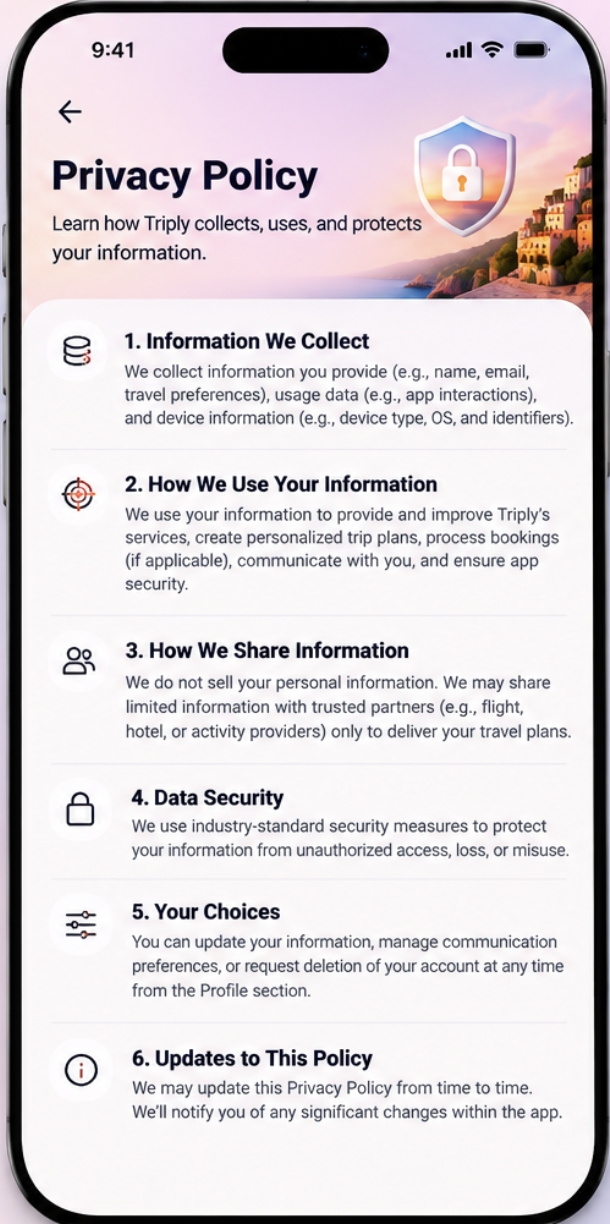 9:41
Privacy Policy
Learn how Triply collects, uses, and protects
your information.
1. Information We Collect
We collect information you provide (e.g., name, email,
travel preferences), usage data (e.g., app interactions),
and device information (e.g., device type, OS, and identifiers).
2. How We Use Your Information
We use your information to provide and improve Triply's
services, create personalized trip plans, process bookings
(if applicable), communicate with you, and ensure app
security.
3. How We Share Information
We do not sell your personal information. We may share
limited information with trusted partners (e.g., flight,
hotel, or activity providers) only to deliver your travel plans.
4. Data Security
We use industry-standard security measures to protect
your information from unauthorized access, loss, or misuse.
5. Your Choices
You can update your information, manage communication
preferences, or request deletion of your account at any time
from the Profile section.
6. Updates to This Policy
We may update this Privacy Policy from time to time.
We'll notify you of any significant changes within the app.